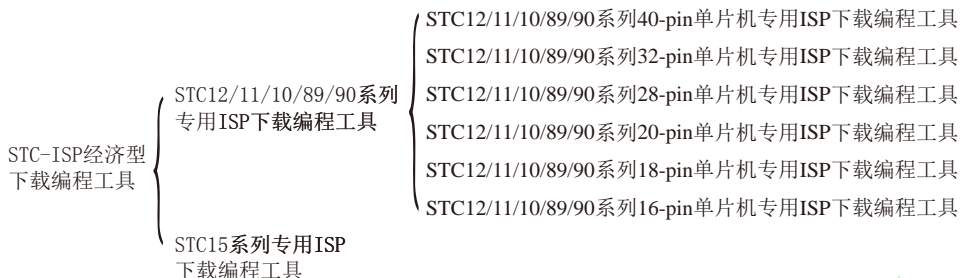 STC-ISP经济型
下载编程工具
STC12/11/10/89/90系列
专用ISP下载编程工具
STC12/11/10/89/90系列40-pin单片机专用ISP下载编程工具
STC12/11/10/89/90系列32-pin单片机专用ISP下载编程工具
STC12/11/10/89/90系列28-pin单片机专用ISP下载编程工具
STC12/11/10/89/90系列20-pin单片机专用ISP下载编程工具
STC12/11/10/89/90系列18-pin单片机专用ISP下载编程工具
STC12/11/10/89/90系列16-pin单片机专用ISP下载编程工具
STC15系列专用ISP
下载编程工具